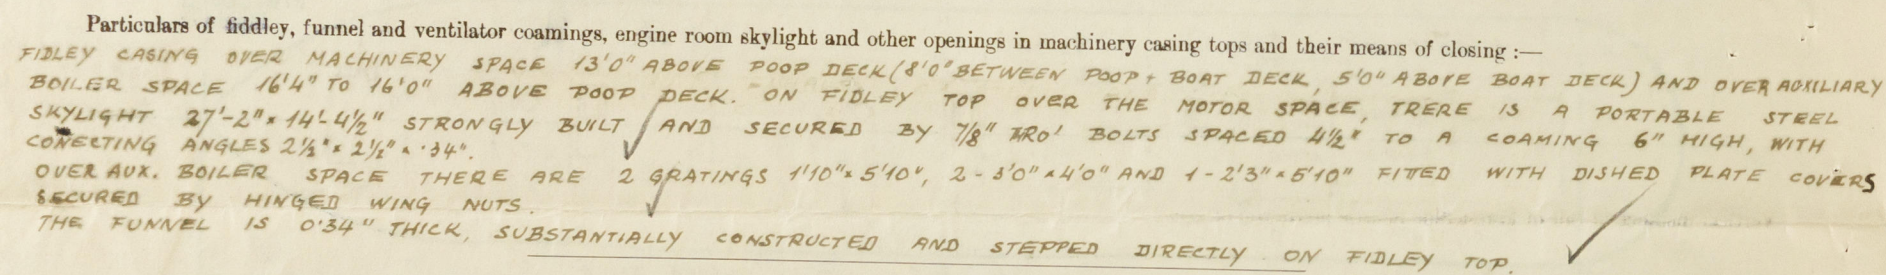 Particulars of fiddley, funnel and ventilator coamings, engine room skylight and other openings in machinery casing tops and their means of closing :—
FIDLEY CASING OVER MACHINERY SPACE 13'0" ABOVE POOP DECK (8'0" BETWEEN POOP + BOAT DECK, 5'0" ABOVE BOAT DECK) AND OVER AUXILIARY
BOILER SPACE 16'4" TO 16'0" ABOVE POOP DECK. ON FIDLEY TOP OVER THE MOTOR SPACE, TRERE IS A PORTABLE STEEL
SKYLIGHT 27'-2" × 14'-4½" STRONGLY BUILT AND SECURED BY 7/8" BOLTS SPACED 4½" TO A COAMING 6" HIGH, WITH
CONECTING ANGLES 2½" × 2½" × .34".
OVER AUX. BOILER SPACE THERE ARE 2 GRATINGS 1'10" × 5'10", 2 - 3'0" × 4'0" AND 1 - 2'3" × 5'10" FITTED WITH DISHED PLATE COVERS
SECURED BY HINGED WING NUTS.
THE FUNNEL IS 0.34" THICK, SUBSTANTIALLY CONSTRUCTED AND STEPPED DIRECTLY ON FIDLEY TOP.